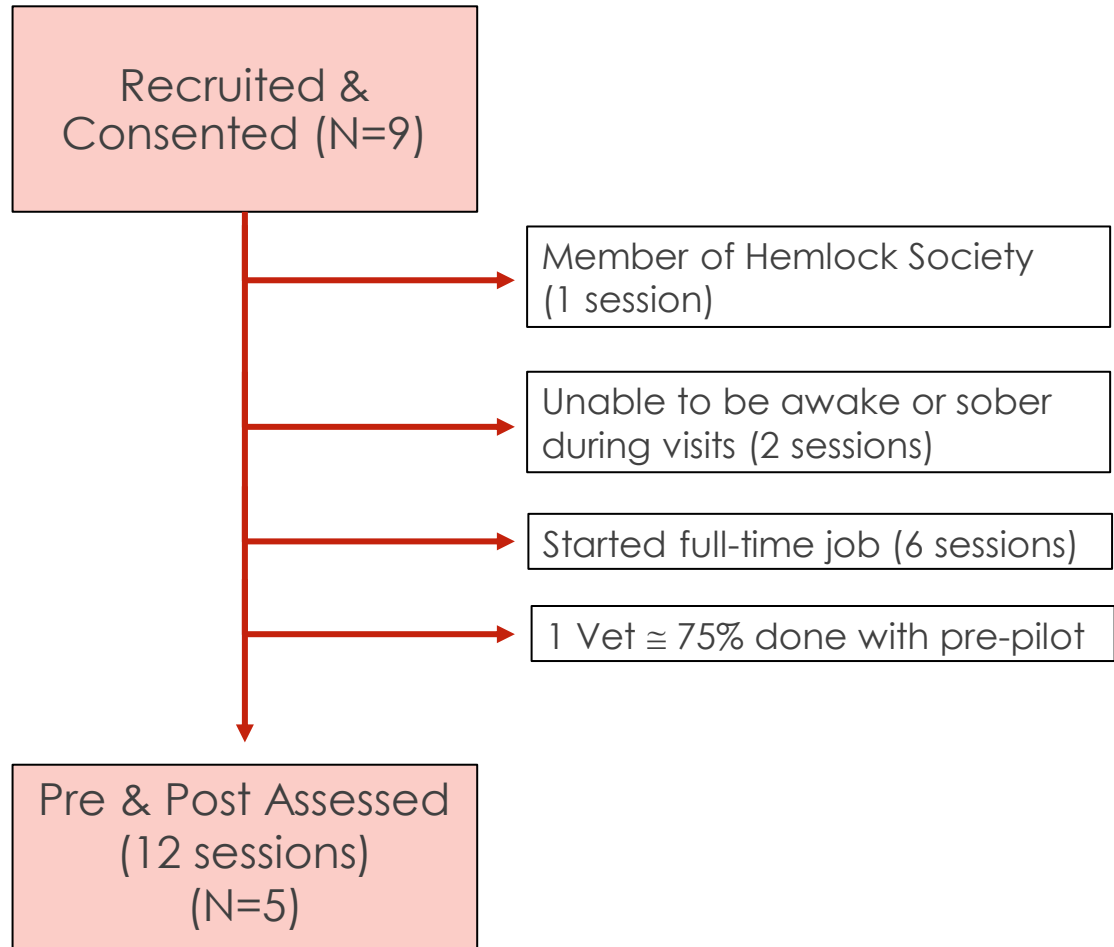 Recruited &
Consented (N=9)
Member of Hemlock Society
(1 session)
Unable to be awake or sober
during visits (2 sessions)
Started full-time job (6 sessions)
1 Vet ≅ 75% done with pre-pilot
Pre & Post Assessed
(12 sessions)
(N=5)